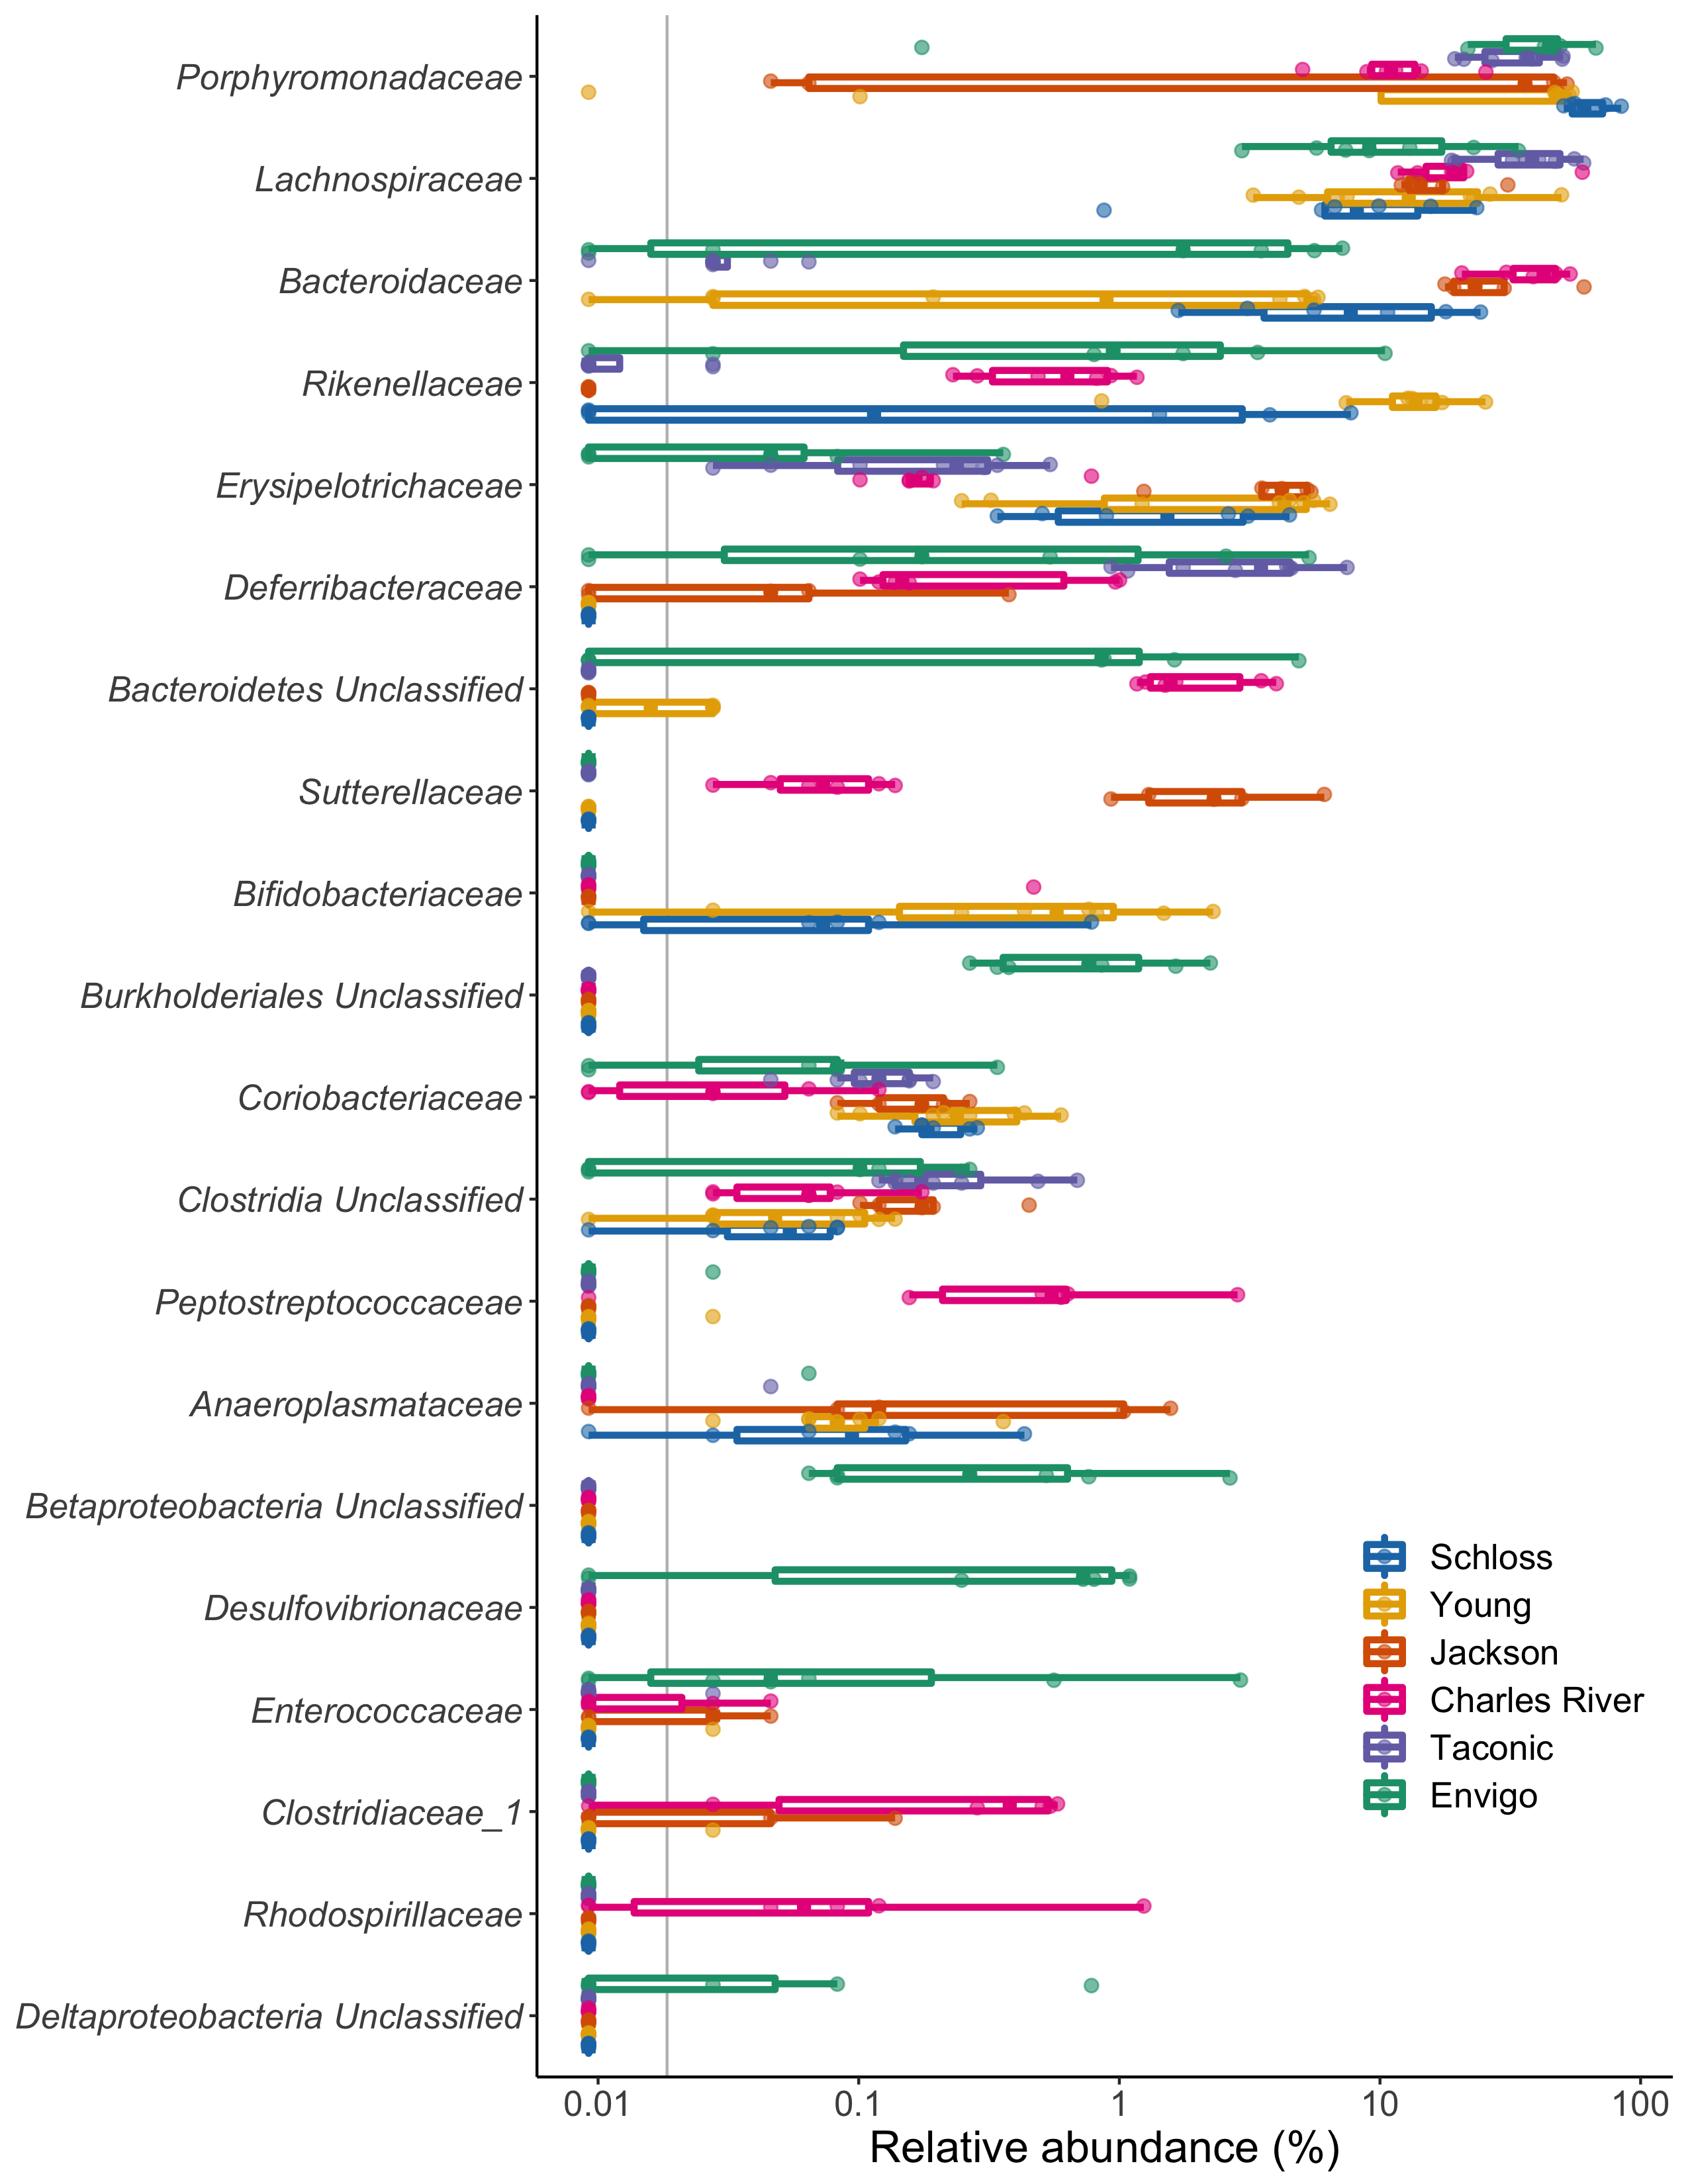 Porphyromonadaceae
Lachnospiraceae
Bacteroidaceae
Rikenellaceae
Erysipelotrichaceae
Deferribacteraceae
Bacteroidetes Unclassified
Sutterellaceae
Bifidobacteriaceae
Burkholderiales Unclassified
Coriobacteriaceae
Clostridia Unclassified
Peptostreptococcaceae
Anaeroplasmataceae
Betaproteobacteria Unclassified
Desulfovibrionaceae
Enterococcaceae
Clostridiaceae_1
Rhodospirillaceae
Deltaproteobacteria Unclassified
Schloss
Young
Jackson
Charles River
Taconic
Envigo
0.01 0.1 1 10 100
Relative abundance (%)